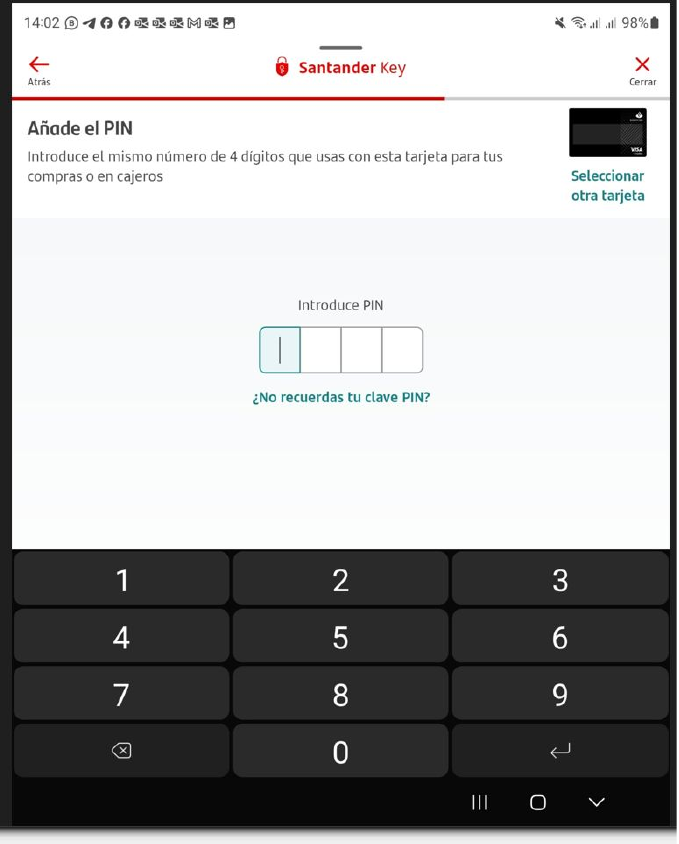 14:02
98%
Atrás
Santander Key
Cerrar
Añade el PIN
Introduce el mismo número de 4 dígitos que usas con esta tarjeta para tus
compras o en cajeros
VISA
Seleccionar
otra tarjeta
Introduce PIN
¿No recuerdas tu clave PIN?
1 2 3
4 5 6
7 8 9
0